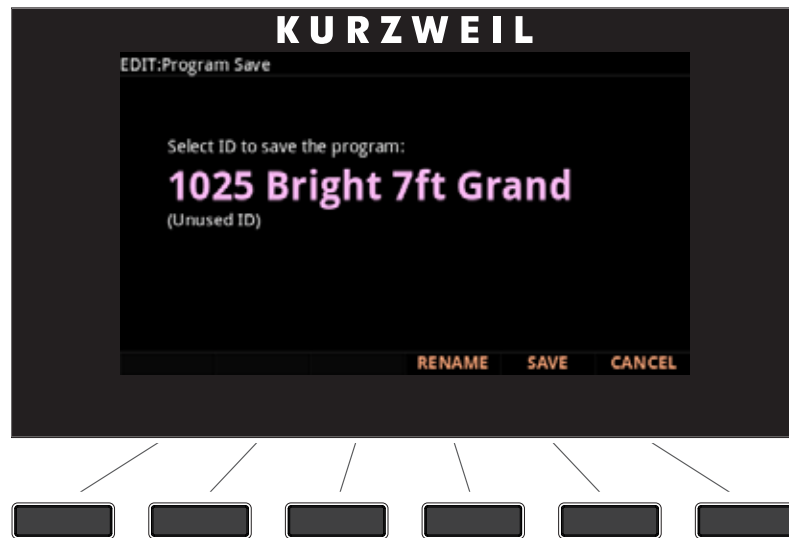 KURZWEIL
EDIT:Program Save
Select ID to save the program:
1025 Bright 7ft Grand
(Unused ID)
RENAME SAVE CANCEL